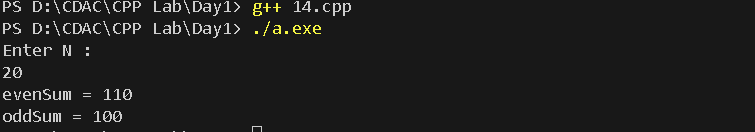 PS D:\CDAC\CPP Lab\Day1> g++ 14.cpp
PS D:\CDAC\CPP Lab\Day1> ./a.exe
Enter N :
20
evenSum = 110
oddSum = 100